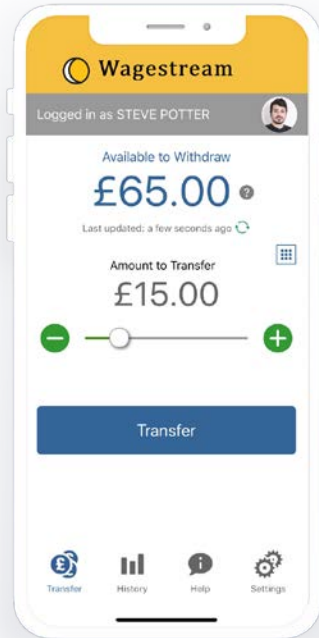 Wagestream
Logged in as STEVE POTTER
Available to Withdraw
£65.00 ?
Last updated: a few seconds ago
Amount to Transfer
£15.00
Transfer
£
Transfer History Help Settings